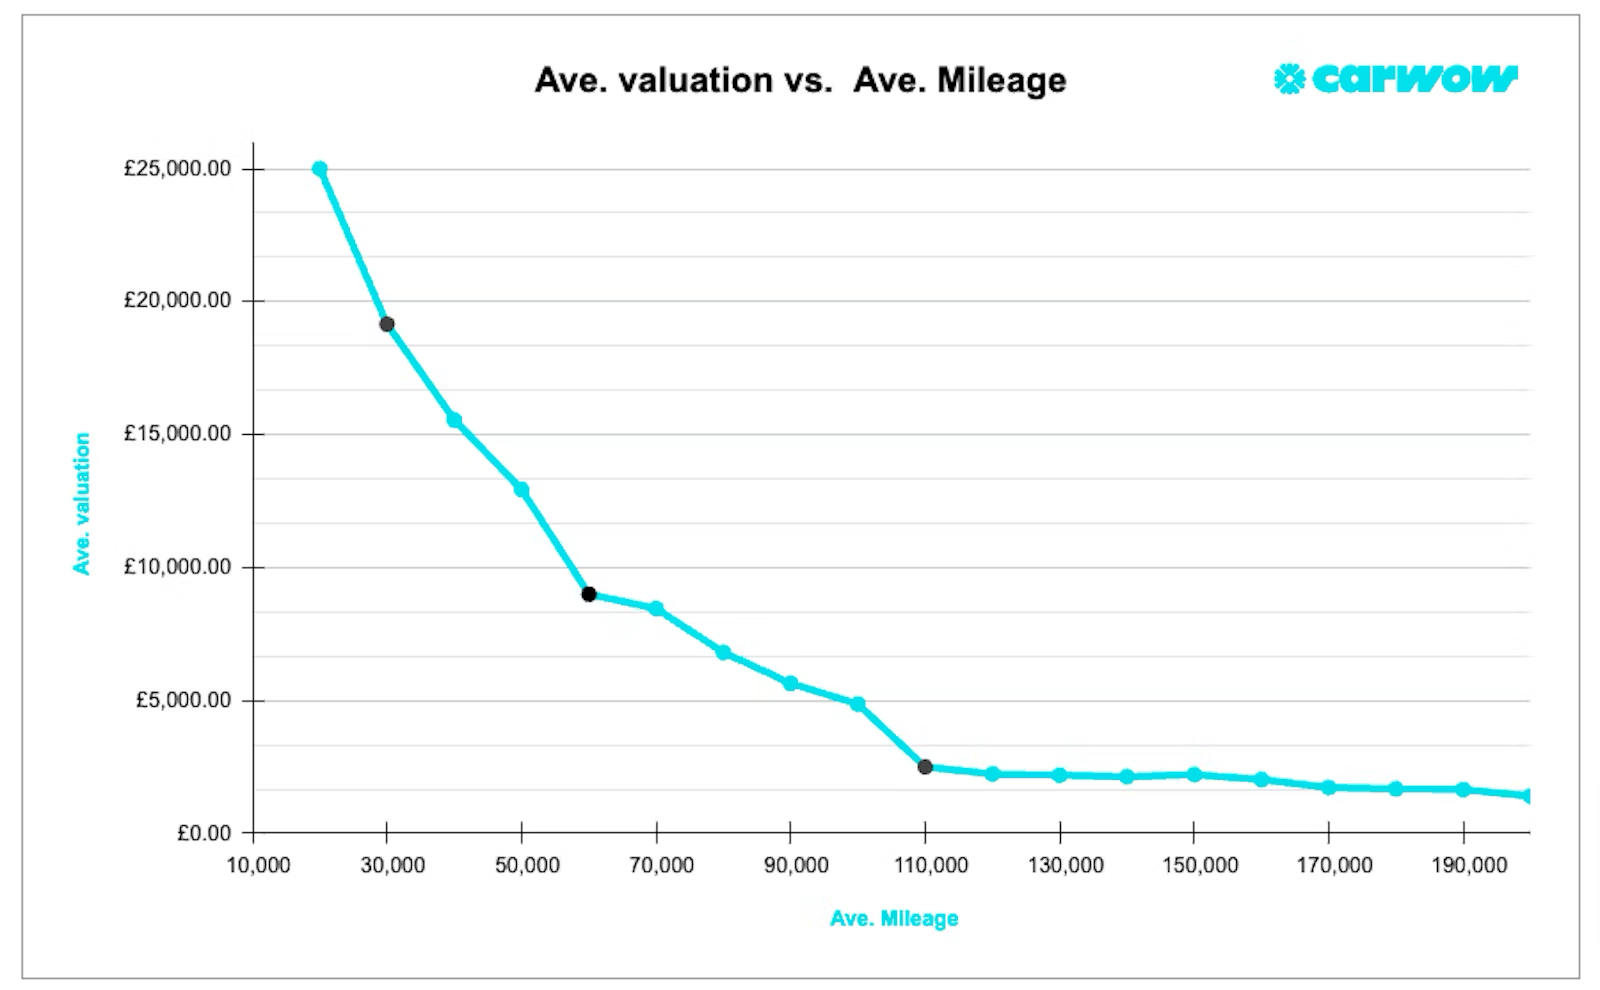 Ave. valuation vs. Ave. Mileage
carwow
£25,000.00
£20,000.00
£15,000.00
£10,000.00
£5,000.00
£0.00
Ave. valuation
10,000 30,000 50,000 70,000 90,000 110,000 130,000 150,000 170,000 190,000
Ave. Mileage